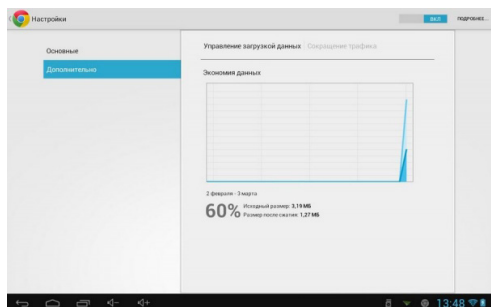 Настройки
ВКЛ ПОДРОБНЕЕ...
Основные
Дополнительно
Управление загрузкой данных Сокращение трафика
Экономия данных
2 февраля - 3 марта
60% Исходный размер: 3,19 МБ
Размер после сжатия: 1,27 МБ
13:48